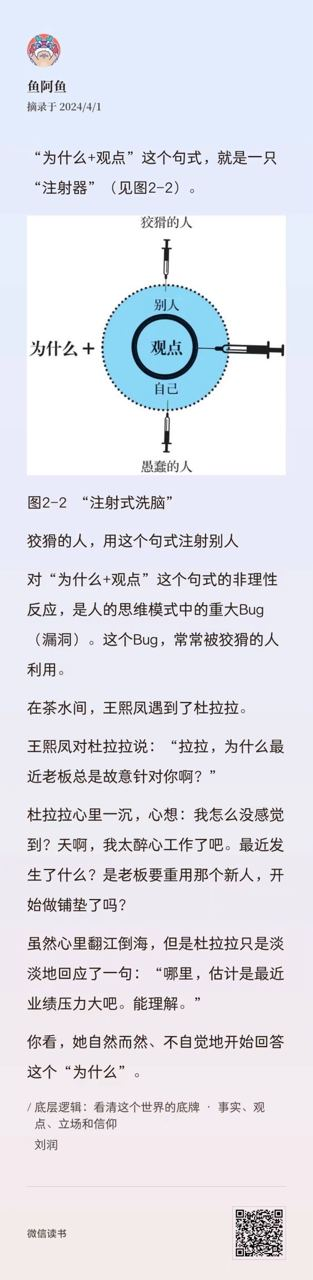 鱼阿鱼
摘录于 2024/4/1
“为什么+观点”这个句式，就是一只
“注射器”（见图2-2）。
狡猾的人
别人
为什么 + 观点
自己
愚蠢的人
图2-2 “注射式洗脑”
狡猾的人，用这个句式注射别人
对“为什么+观点”这个句式的非理性
反应，是人的思维模式中的重大Bug
（漏洞）。这个Bug，常常被狡猾的人
利用。
在茶水间，王熙凤遇到了杜拉拉。
王熙凤对杜拉拉说：“拉拉，为什么最
近老板总是故意针对你啊？”
杜拉拉心里一沉，心想：我怎么没感觉
到？天啊，我太醉心工作了吧。最近发
生了什么？是老板要重用那个新人，开
始做铺垫了吗？
虽然心里翻江倒海，但是杜拉拉只是淡
淡地回应了一句：“哪里，估计是最近
业绩压力大吧。能理解。”
你看，她自然而然、不自觉地开始回答
这个“为什么”。
/ 底层逻辑：看清这个世界的底牌 · 事实、观
点、立场和信仰
刘润
微信读书